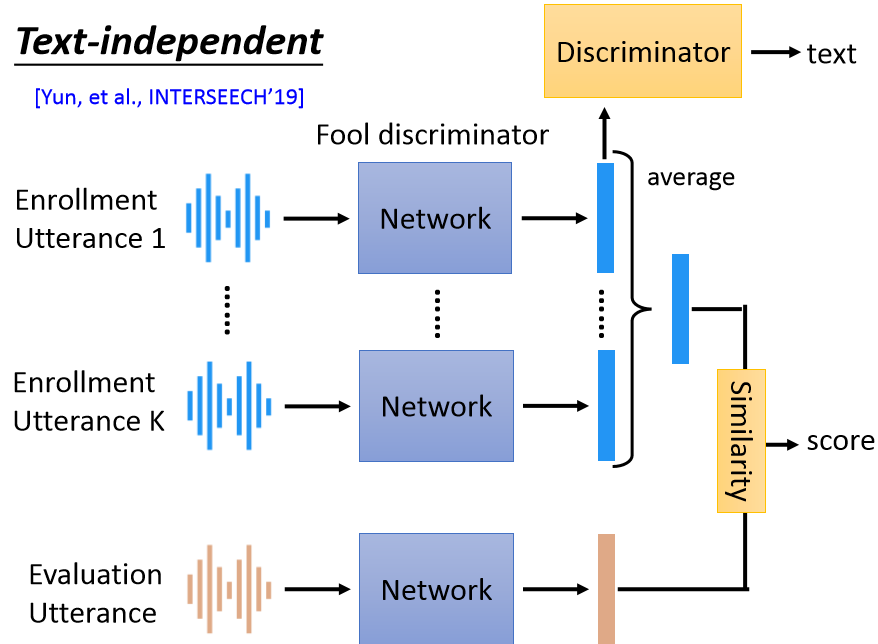 Text-independent
[Yun, et al., INTERSEECH'19]
Discriminator
text
Fool discriminator
average
Enrollment
Utterance 1
Network
Enrollment
Utterance K
Network
Similarity
score
Evaluation
Utterance
Network